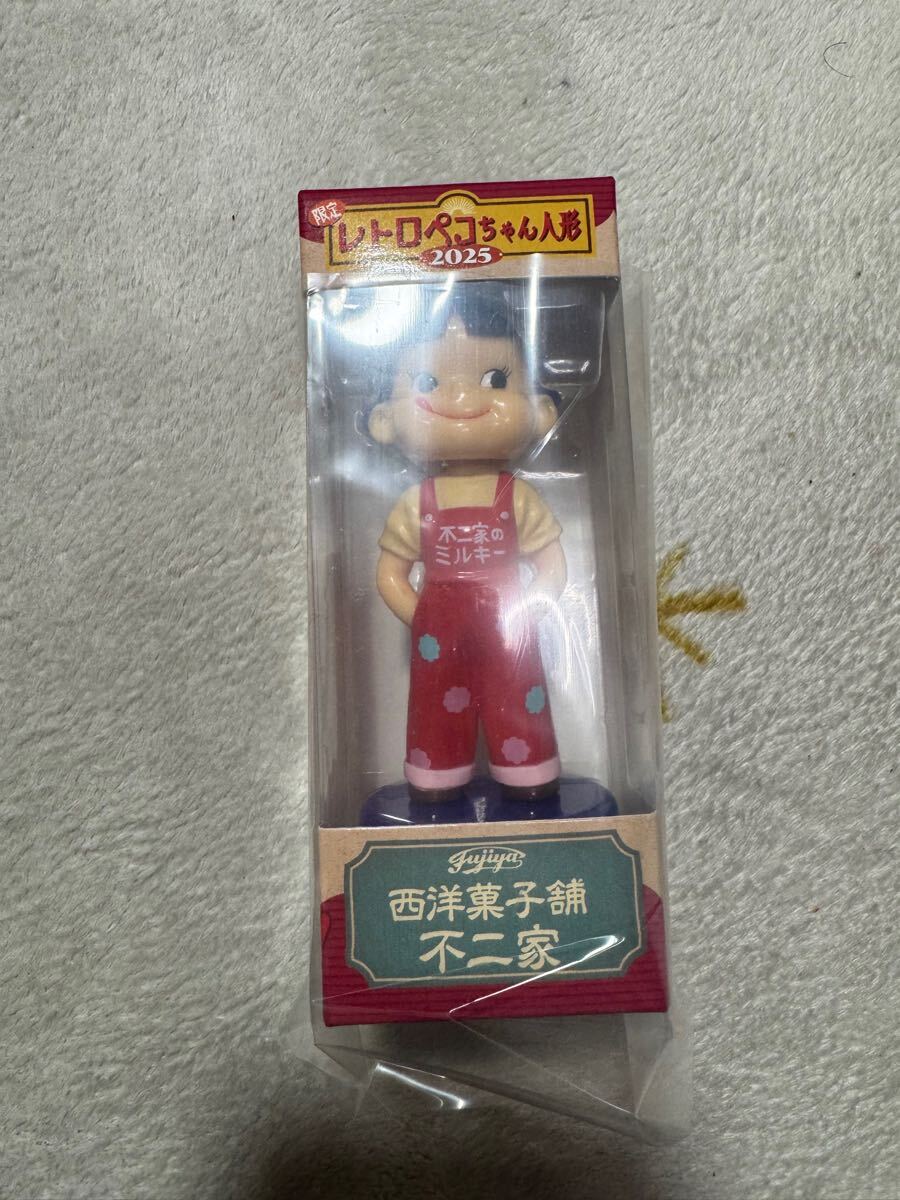 限定
レトロペコちゃん人形
2025
不二家の
ミルキー
fujiya
西洋菓子舗
不二家